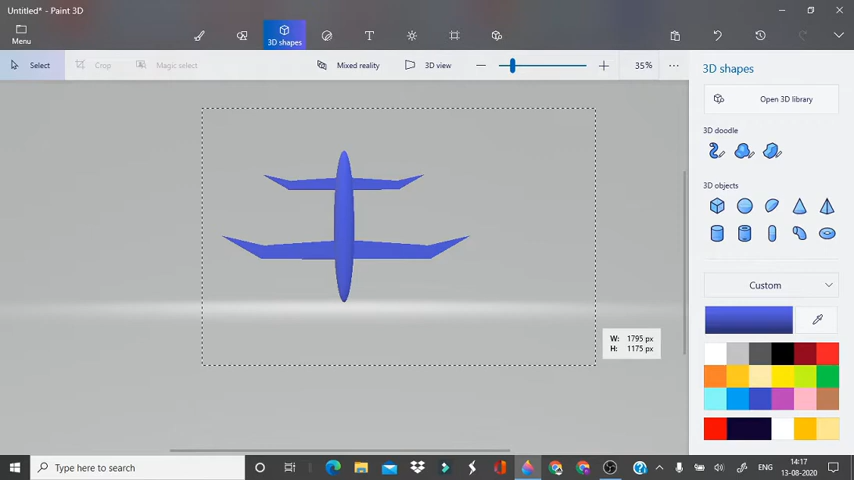 Untitled* - Paint 3D
Menu
3D shapes
Select
Crop
Magic select
Mixed reality
3D view
35%
3D shapes
Open 3D library
3D doodle
3D objects
Custom
W: 1795 px
H: 1175 px
Type here to search
ENG
14:17
13-08-2020